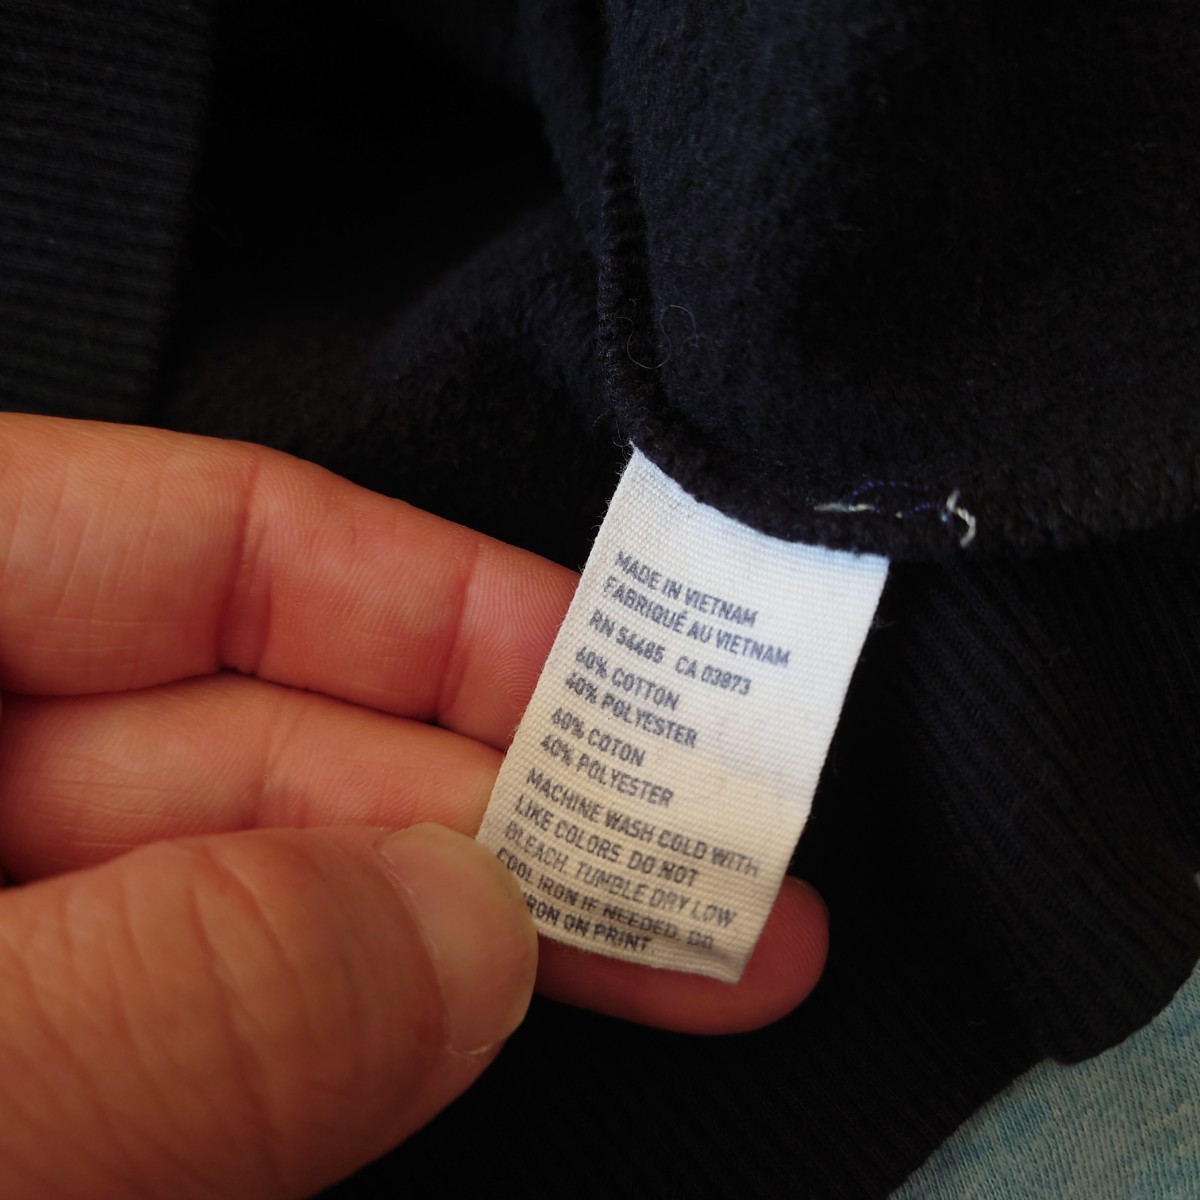 MADE IN VIETNAM
FABRIQUÉ AU VIETNAM
RN 54485 CA 03873
60% COTTON
40% POLYESTER
60% COTON
40% POLYESTER
MACHINE WASH COLD WITH
LIKE COLORS. DO NOT
BLEACH. TUMBLE DRY LOW
COOL IRON IF NEEDED. DO
IRON ON PRINT.